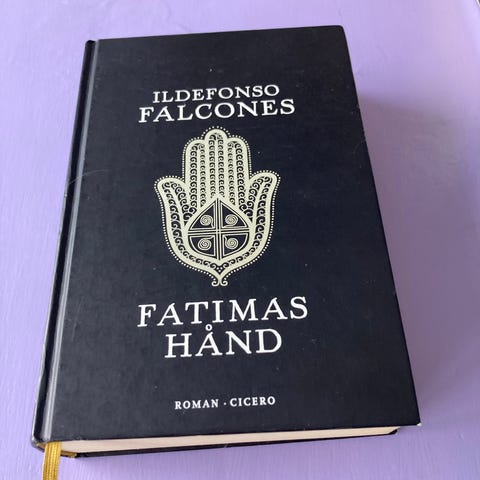 ILDEFONSO
FALCONES
FATIMAS
HÅND
ROMAN · CICERO